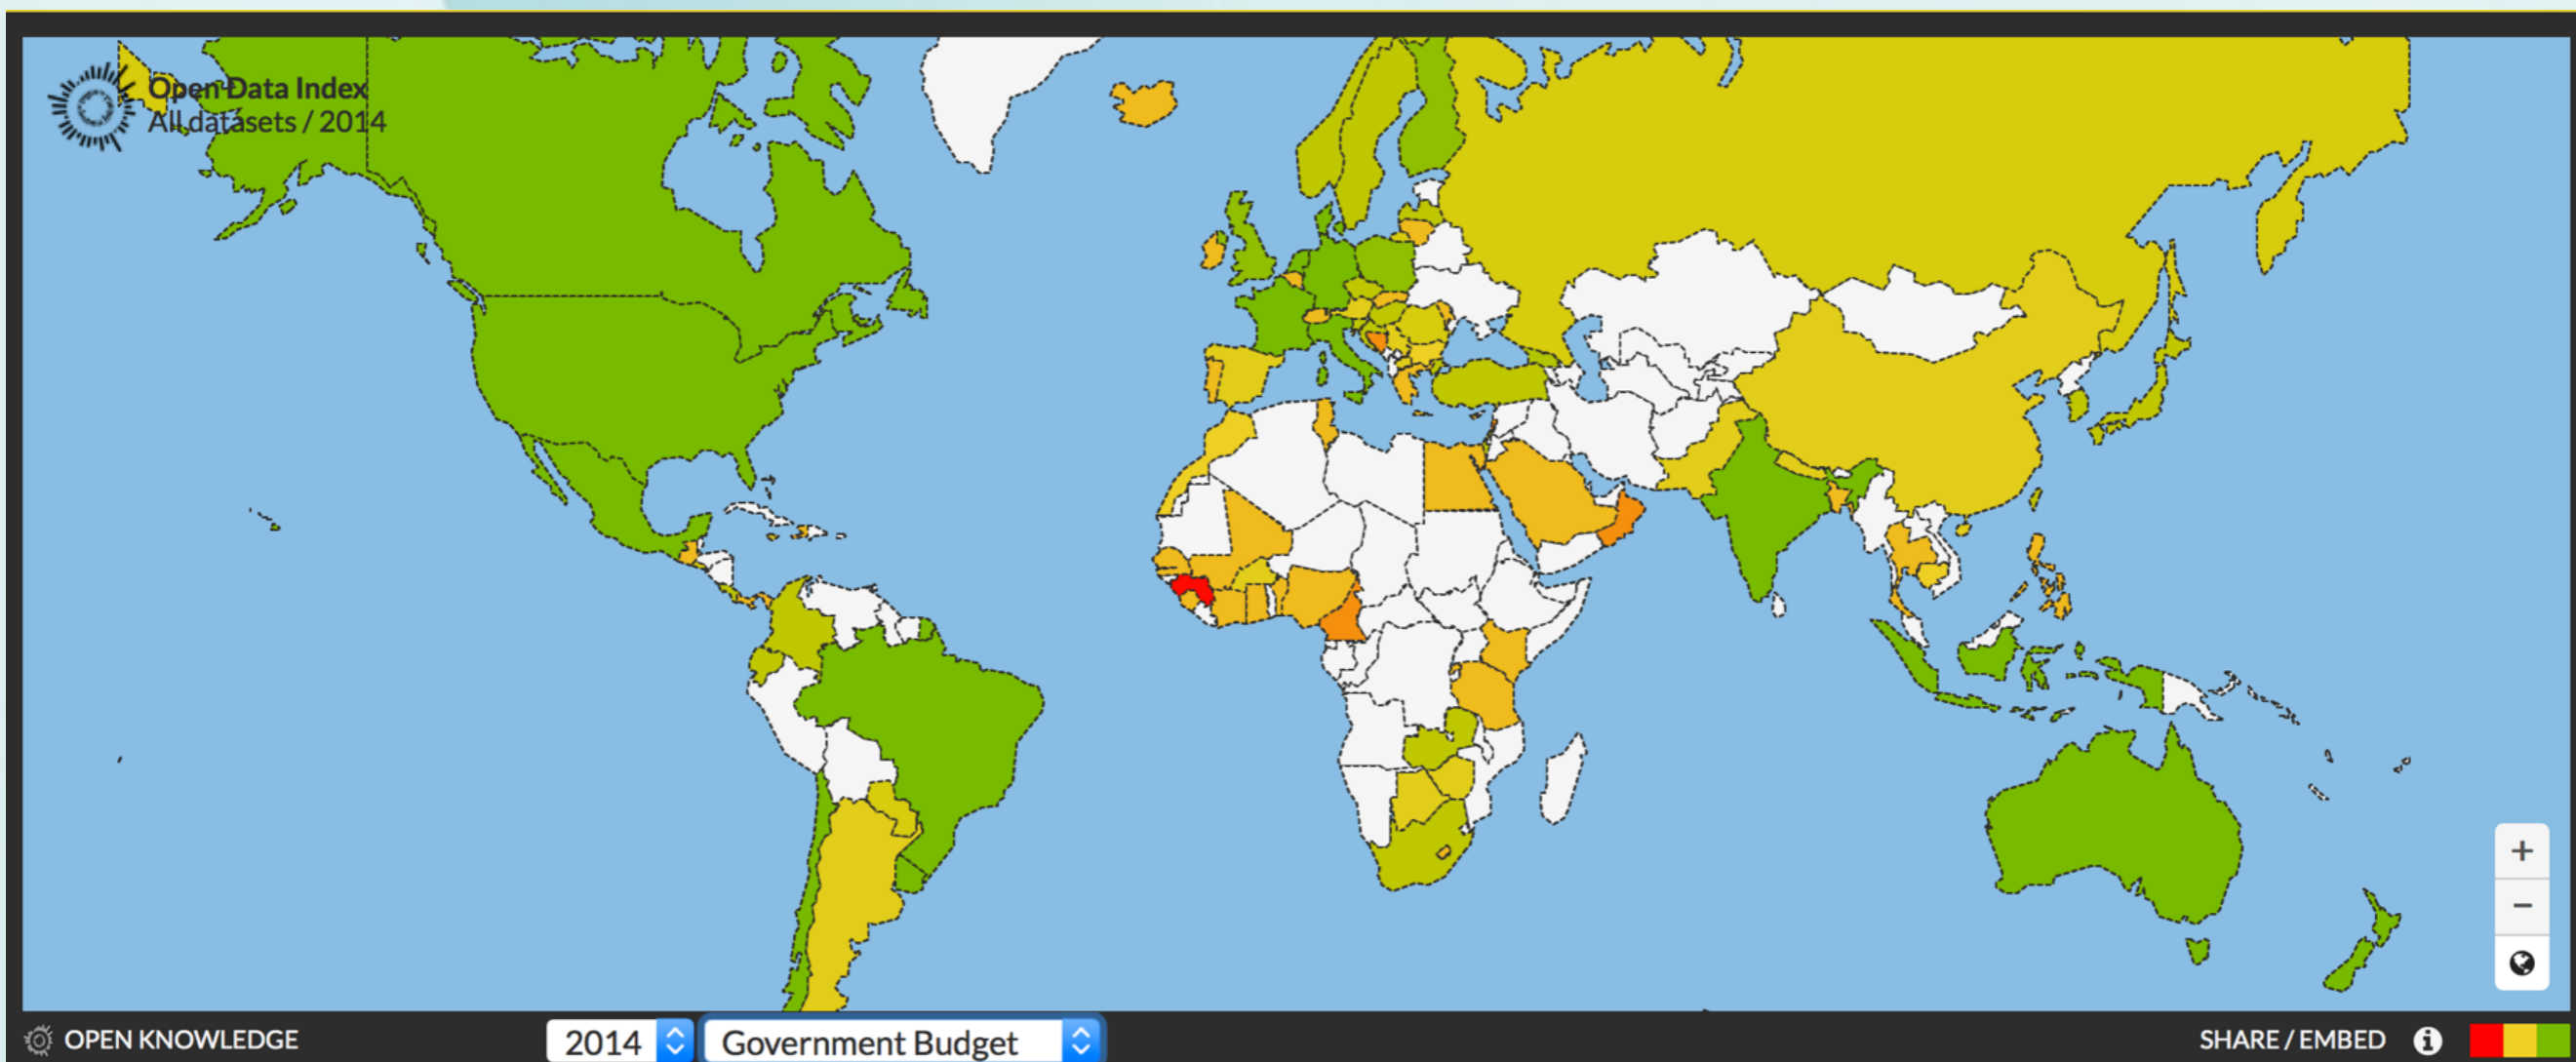 Open Data Index
All datasets / 2014
+
−
OPEN KNOWLEDGE
2014
Government Budget
SHARE / EMBED